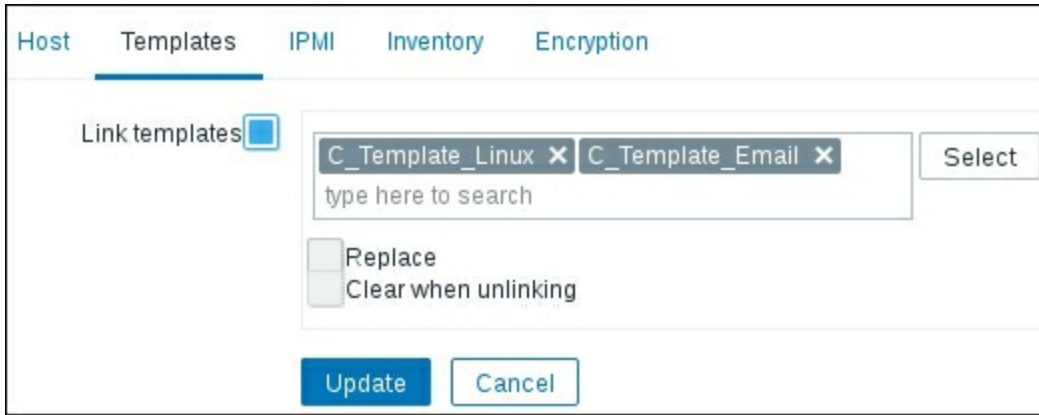 Host Templates IPMI Inventory Encryption
Link templates
C_Template_Linux × C_Template_Email × Select
type here to search
Replace
Clear when unlinking
Update Cancel